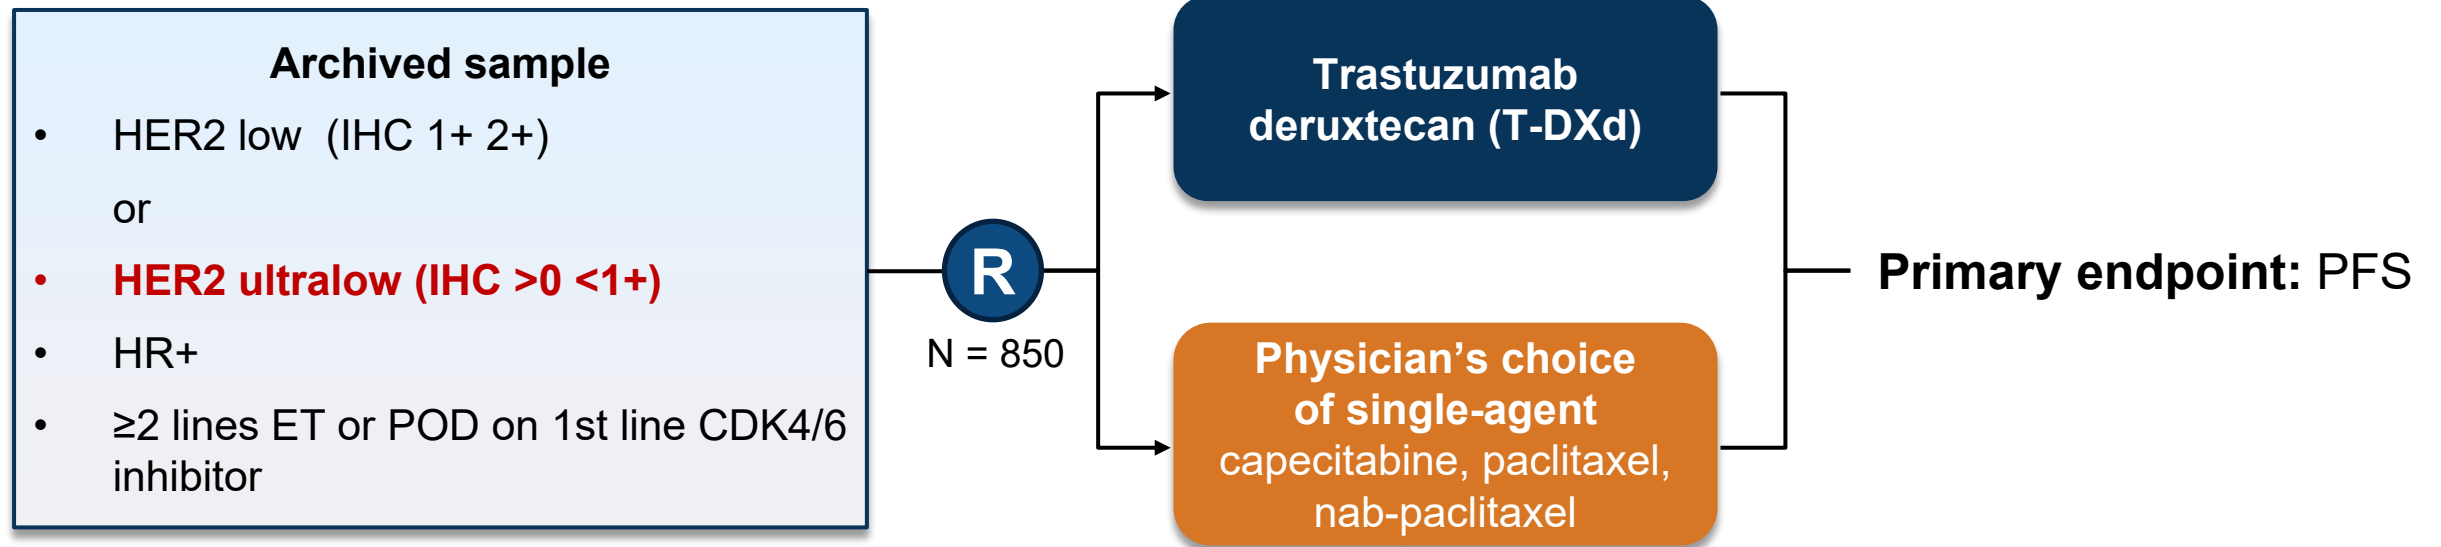 Archived sample
• HER2 low (IHC 1+ 2+)
or
• HER2 ultralow (IHC >0 <1+)
• HR+
• ≥2 lines ET or POD on 1st line CDK4/6
inhibitor
R
N = 850
Trastuzumab
deruxtecan (T-DXd)
Physician’s choice
of single-agent
capecitabine, paclitaxel,
nab-paclitaxel
Primary endpoint: PFS